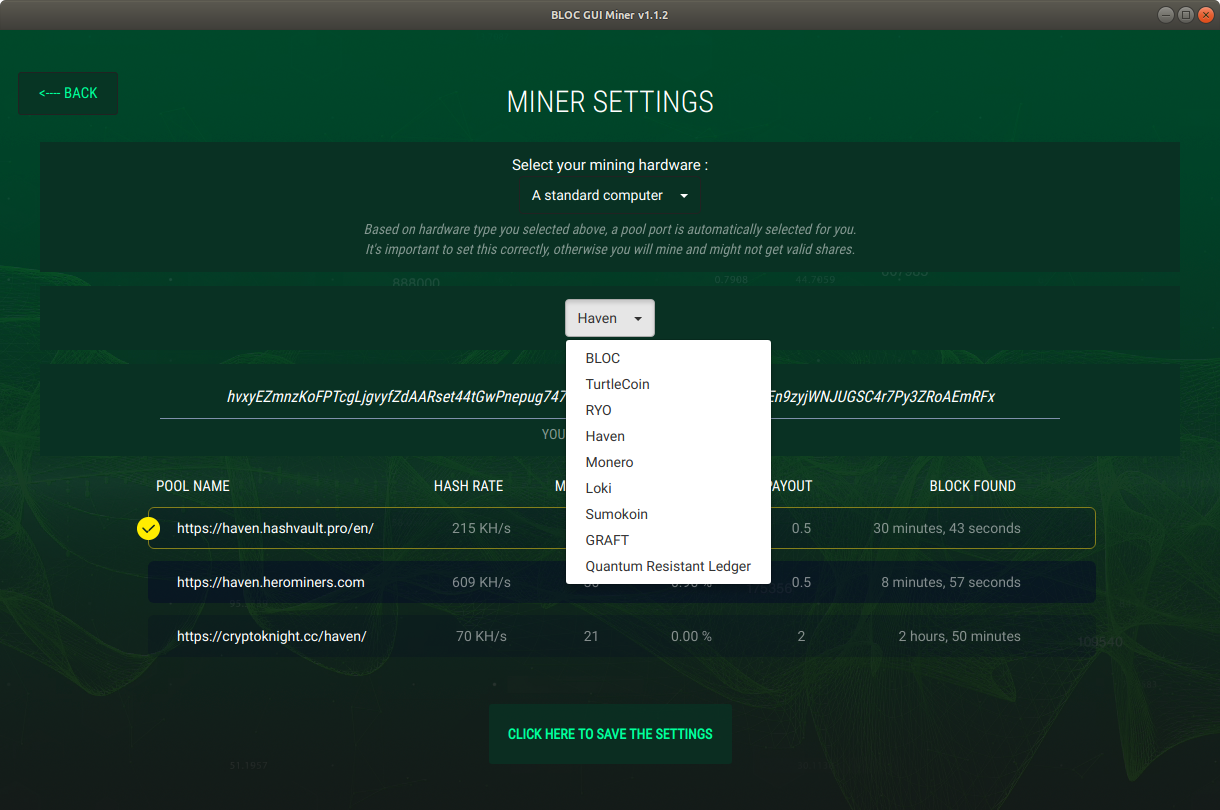 BLOC GUI Miner v1.1.2
<---- BACK
MINER SETTINGS
Select your mining hardware :
A standard computer
Based on hardware type you selected above, a pool port is automatically selected for you.
It's important to set this correctly, otherwise you will mine and might not get valid shares.
888000 0.7968 44.7659
Haven
BLOC
TurtleCoin
RYO
Haven
Monero
Loki
Sumokoin
GRAFT
Quantum Resistant Ledger
hvxyEZmnzKoFPTcgLjgvyfZdAARset44tGwPnepug747 En9zyjWNJUGSC4r7Py3ZRoAEmRFx
YOU
POOL NAME HASH RATE M PAYOUT BLOCK FOUND
https://haven.hashvault.pro/en/ 215 KH/s 0.5 30 minutes, 43 seconds
https://haven.herominers.com 609 KH/s 0.5 8 minutes, 57 seconds
https://cryptoknight.cc/haven/ 70 KH/s 21 0.00 % 2 2 hours, 50 minutes
CLICK HERE TO SAVE THE SETTINGS